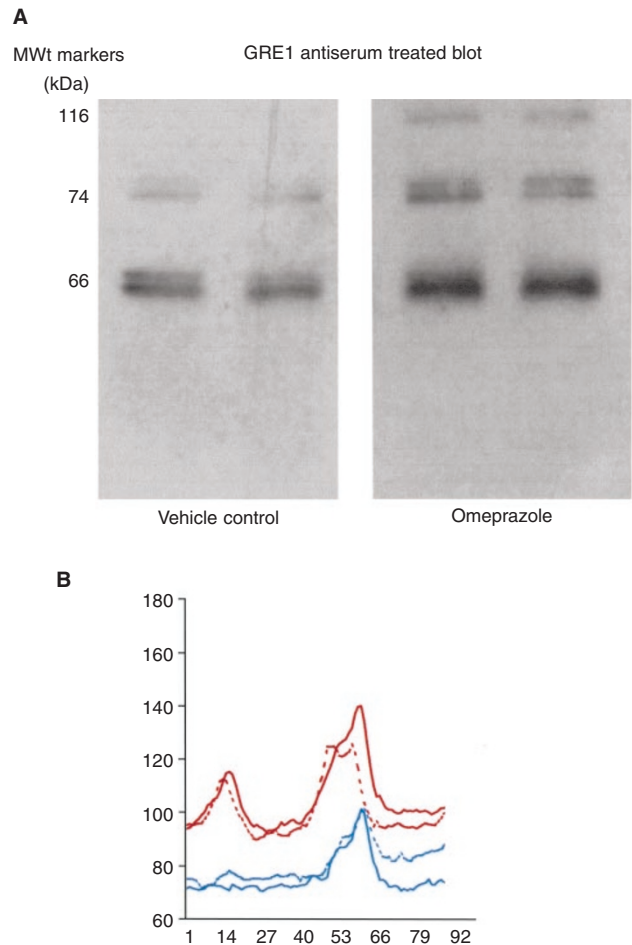 A
MWt markers
GRE1 antiserum treated blot
(kDa)
116
74
66
Vehicle control
Omeprazole
B
180
160
140
120
100
80
60
1 14 27 40 53 66 79 92